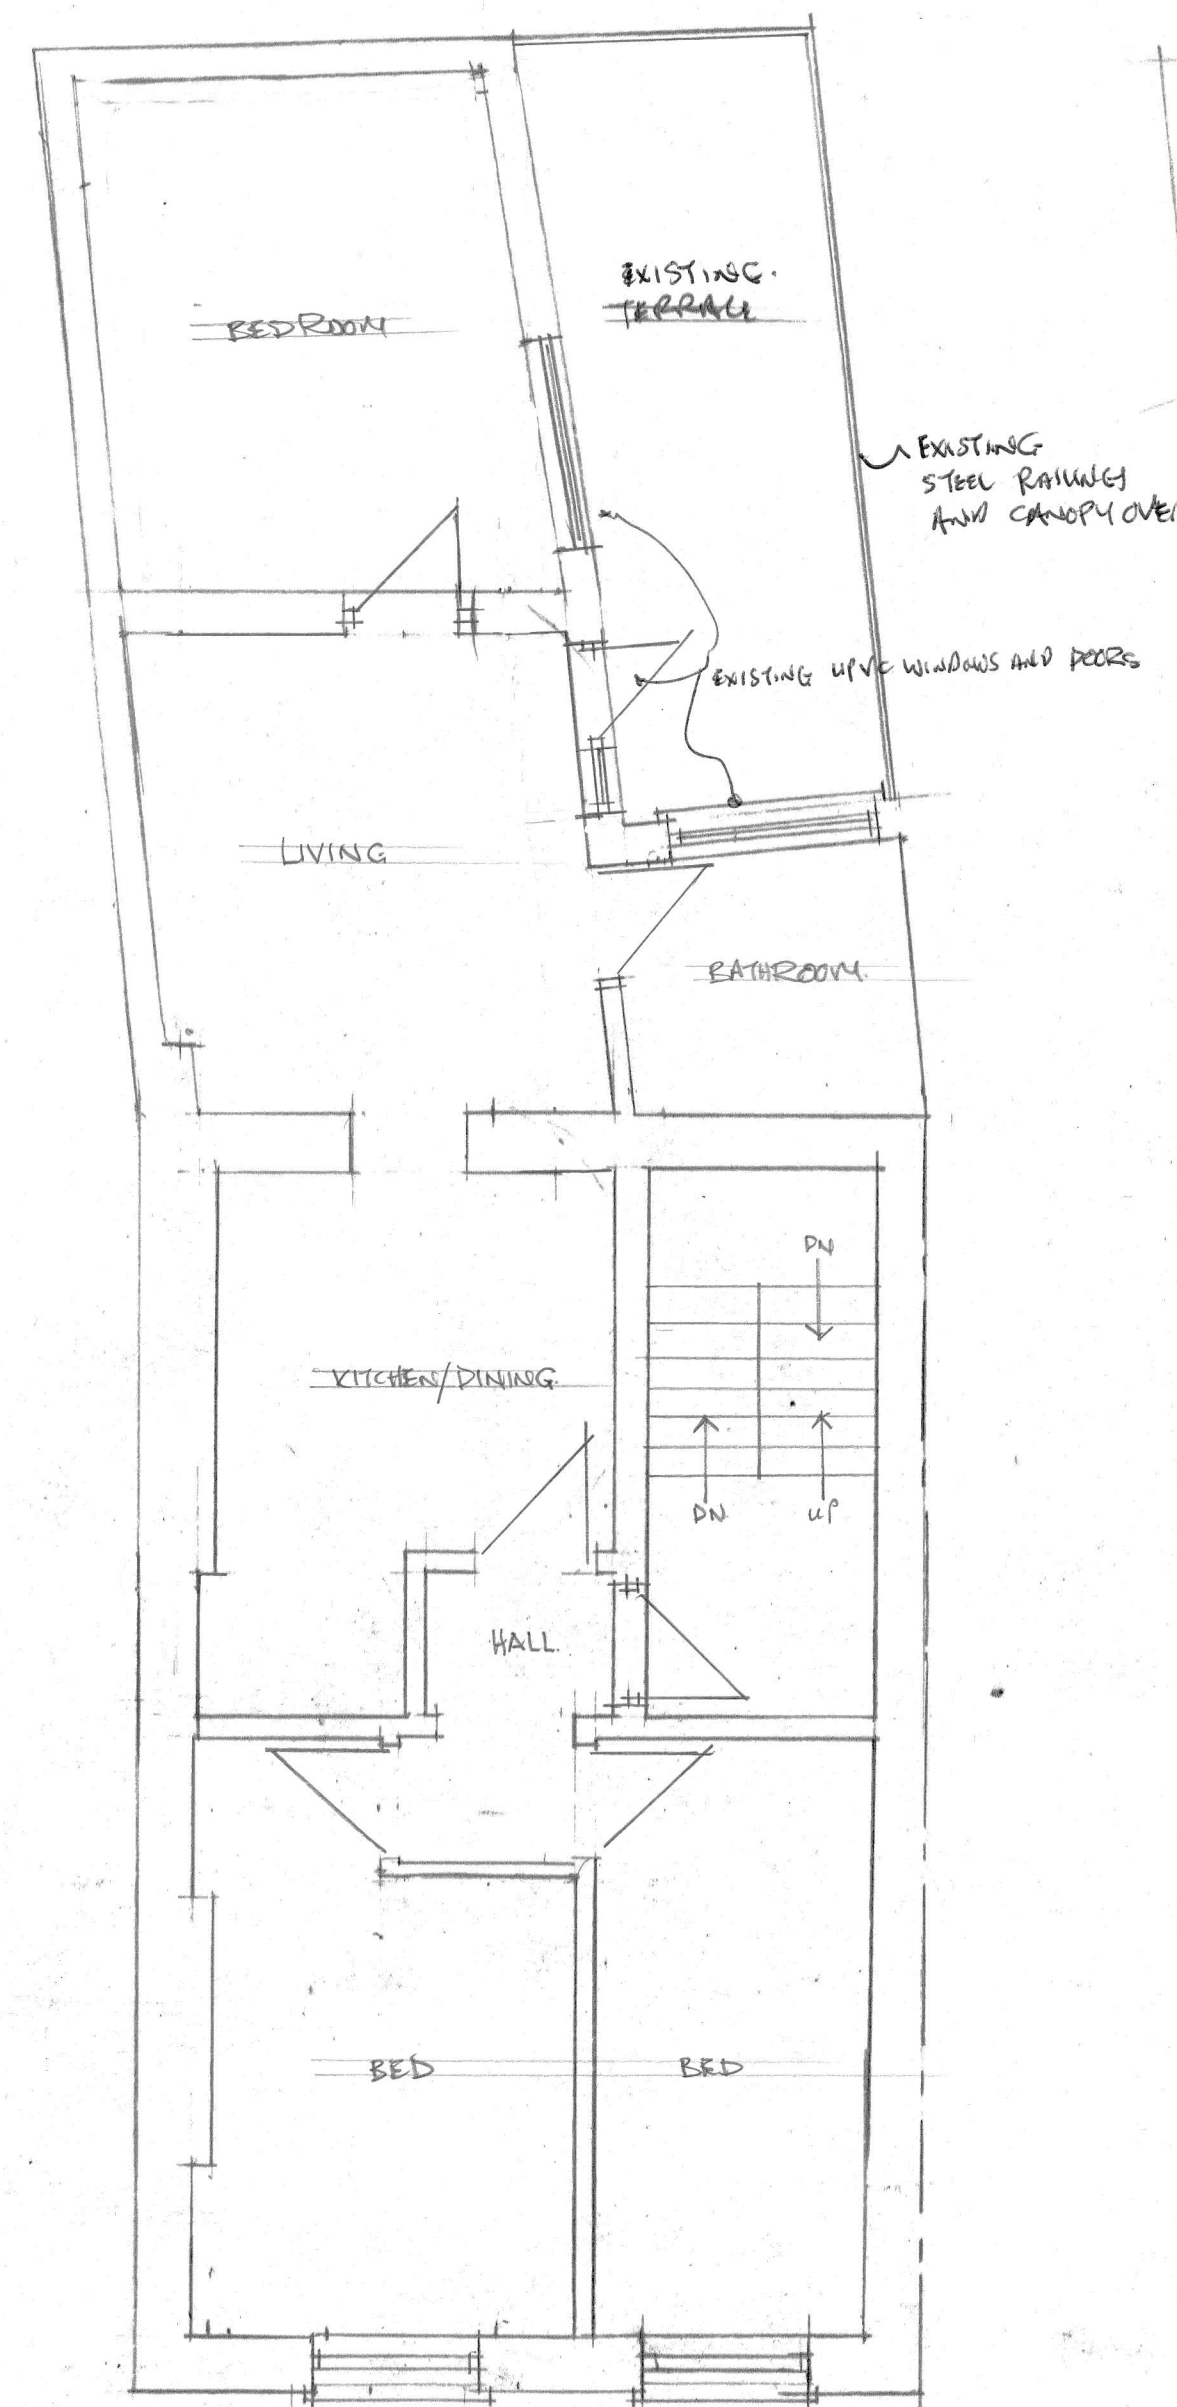 EXISTING.
TERRACE
BEDROOM
EXISTING
STEEL RAILINGS
AND CANOPY OVER
EXISTING UPVC WINDOWS AND DOORS
LIVING
BATHROOM.
DN
KITCHEN/DINING
DN
UP
HALL.
BED
BED